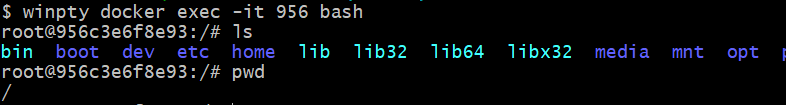 $ winpty docker exec -it 956 bash
root@956c3e6f8e93:/# ls
bin boot dev etc home lib lib32 lib64 libx32 media mnt opt
root@956c3e6f8e93:/# pwd
/